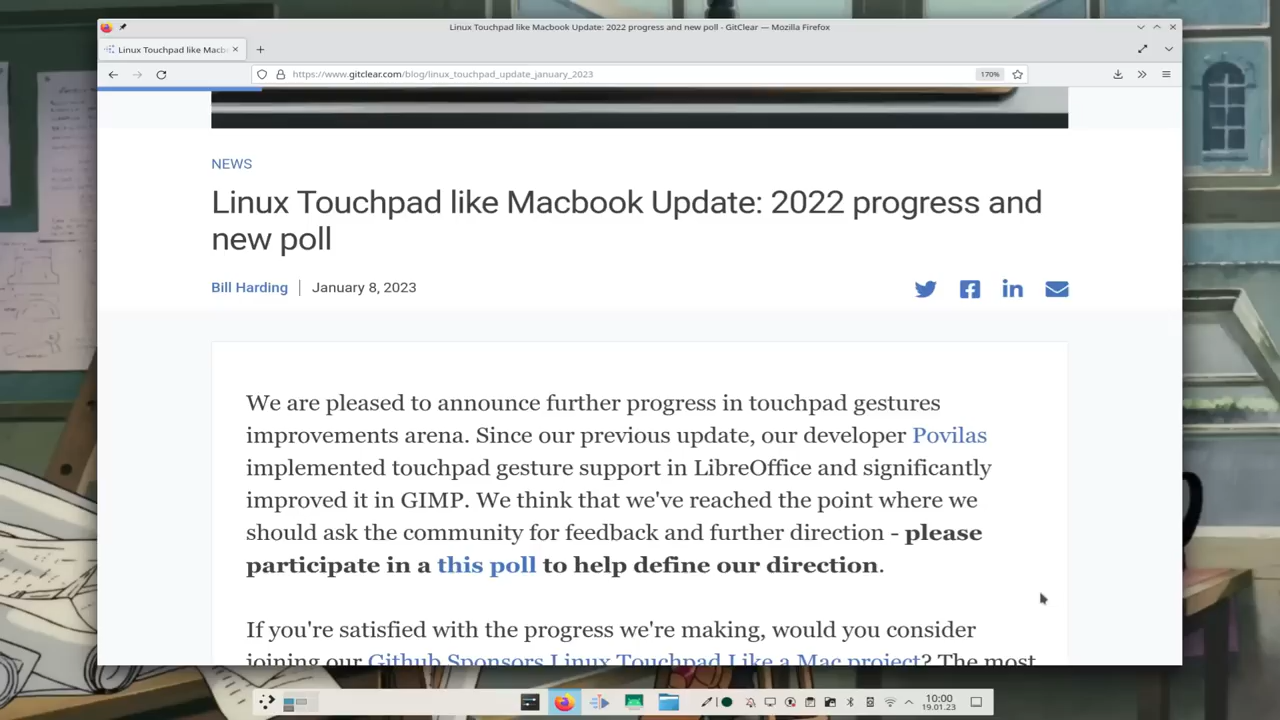 Linux Touchpad like Macbook Update: 2022 progress and new poll - GitClear — Mozilla Firefox
Linux Touchpad like Macb
https://www.gitclear.com/blog/linux_touchpad_update_january_2023
170%
NEWS
Linux Touchpad like Macbook Update: 2022 progress and
new poll
Bill Harding | January 8, 2023
We are pleased to announce further progress in touchpad gestures
improvements arena. Since our previous update, our developer Povilas
implemented touchpad gesture support in LibreOffice and significantly
improved it in GIMP. We think that we've reached the point where we
should ask the community for feedback and further direction - please
participate in a this poll to help define our direction.
If you're satisfied with the progress we're making, would you consider
joining our Github Sponsors Linux Touchpad Like a Mac project? The most
10:00
19.01.23